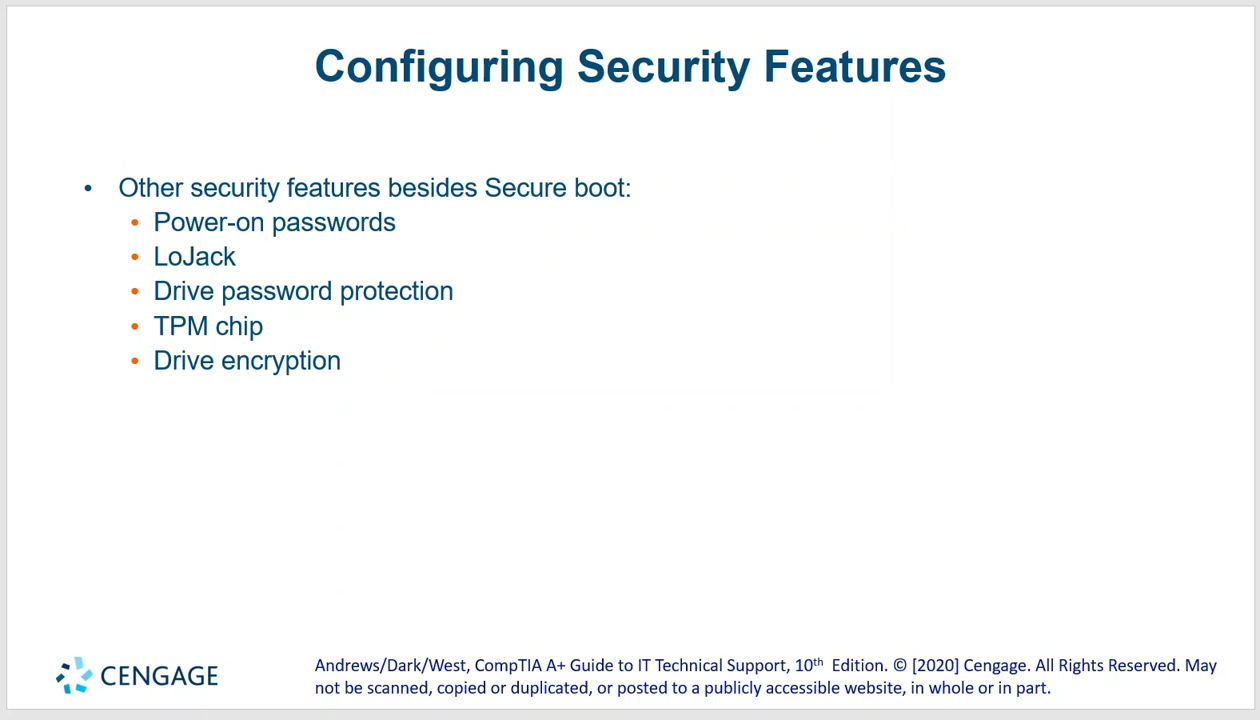 Configuring Security Features
• Other security features besides Secure boot:
• Power-on passwords
• LoJack
• Drive password protection
• TPM chip
• Drive encryption
CENGAGE
Andrews/Dark/West, CompTIA A+ Guide to IT Technical Support, 10th Edition. © [2020] Cengage. All Rights Reserved. May
not be scanned, copied or duplicated, or posted to a publicly accessible website, in whole or in part.